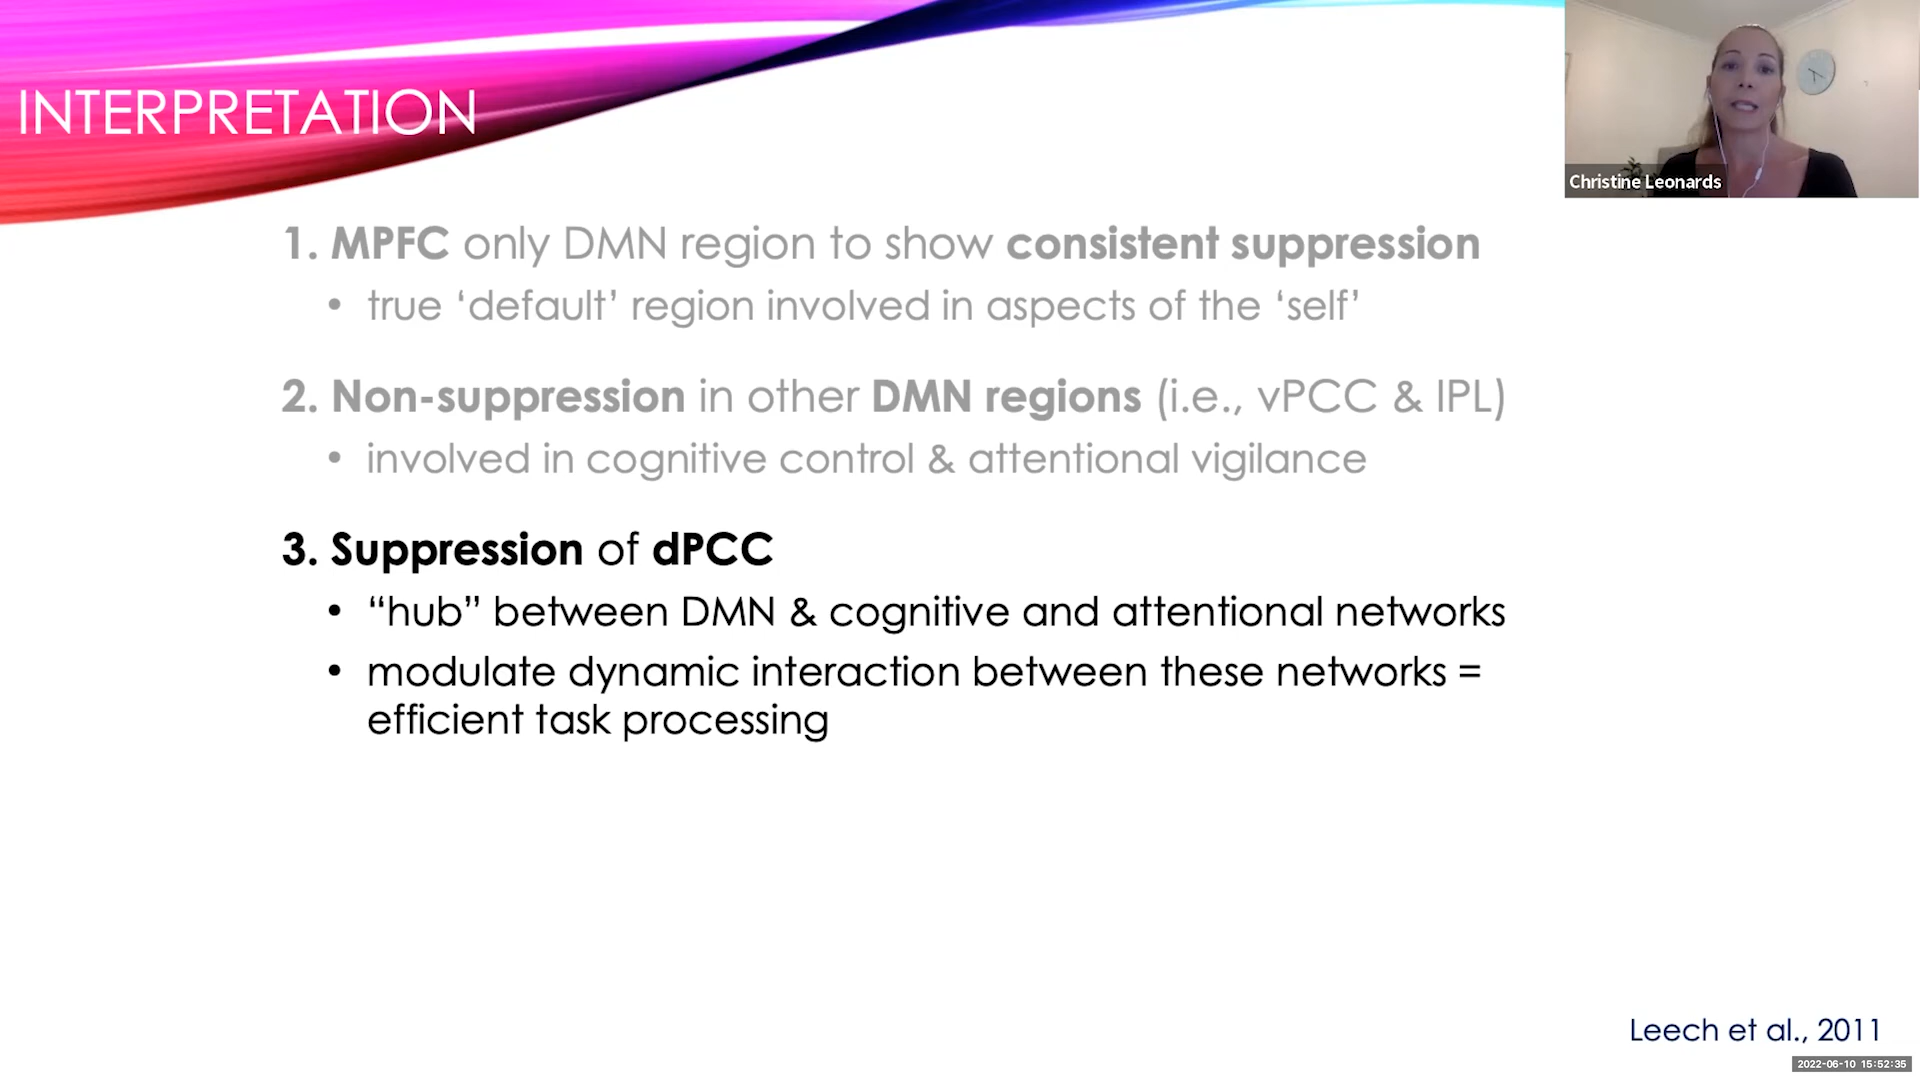 INTERPRETATION
Christine Leonards
1. MPFC only DMN region to show consistent suppression
• true ‘default’ region involved in aspects of the ‘self’
2. Non-suppression in other DMN regions (i.e., vPCC & IPL)
• involved in cognitive control & attentional vigilance
3. Suppression of dPCC
• “hub” between DMN & cognitive and attentional networks
• modulate dynamic interaction between these networks =
efficient task processing
Leech et al., 2011
2022-06-10 15:52:35